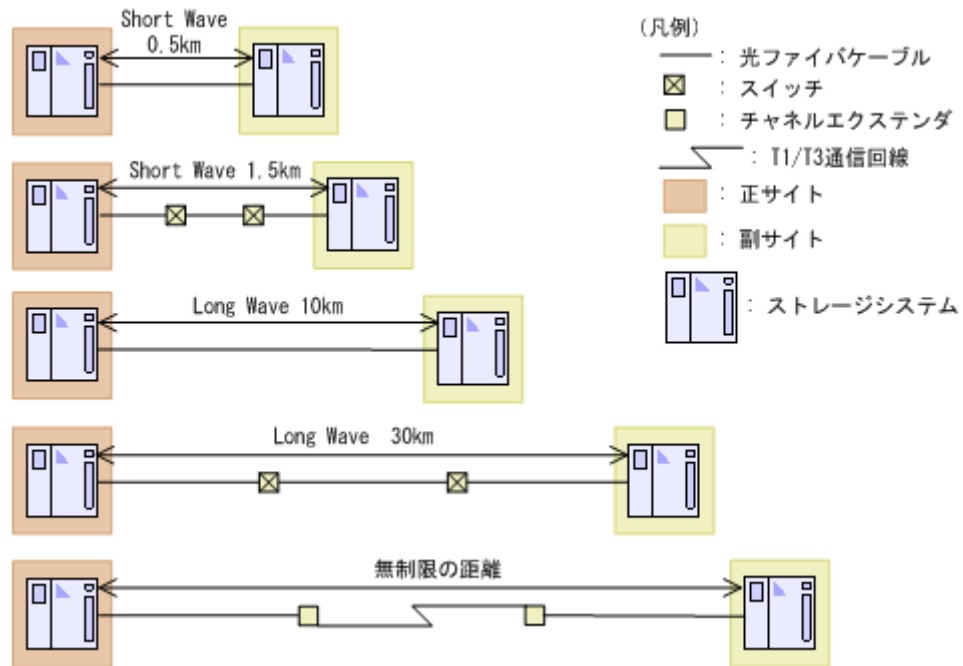 Short Wave
0.5km
Short Wave 1.5km
Long Wave 10km
Long Wave 30km
無制限の距離
(凡例)
: 光ファイバケーブル
: スイッチ
: チャネルエクステンダ
: T1/T3通信回線
: 正サイト
: 副サイト
: ストレージシステム